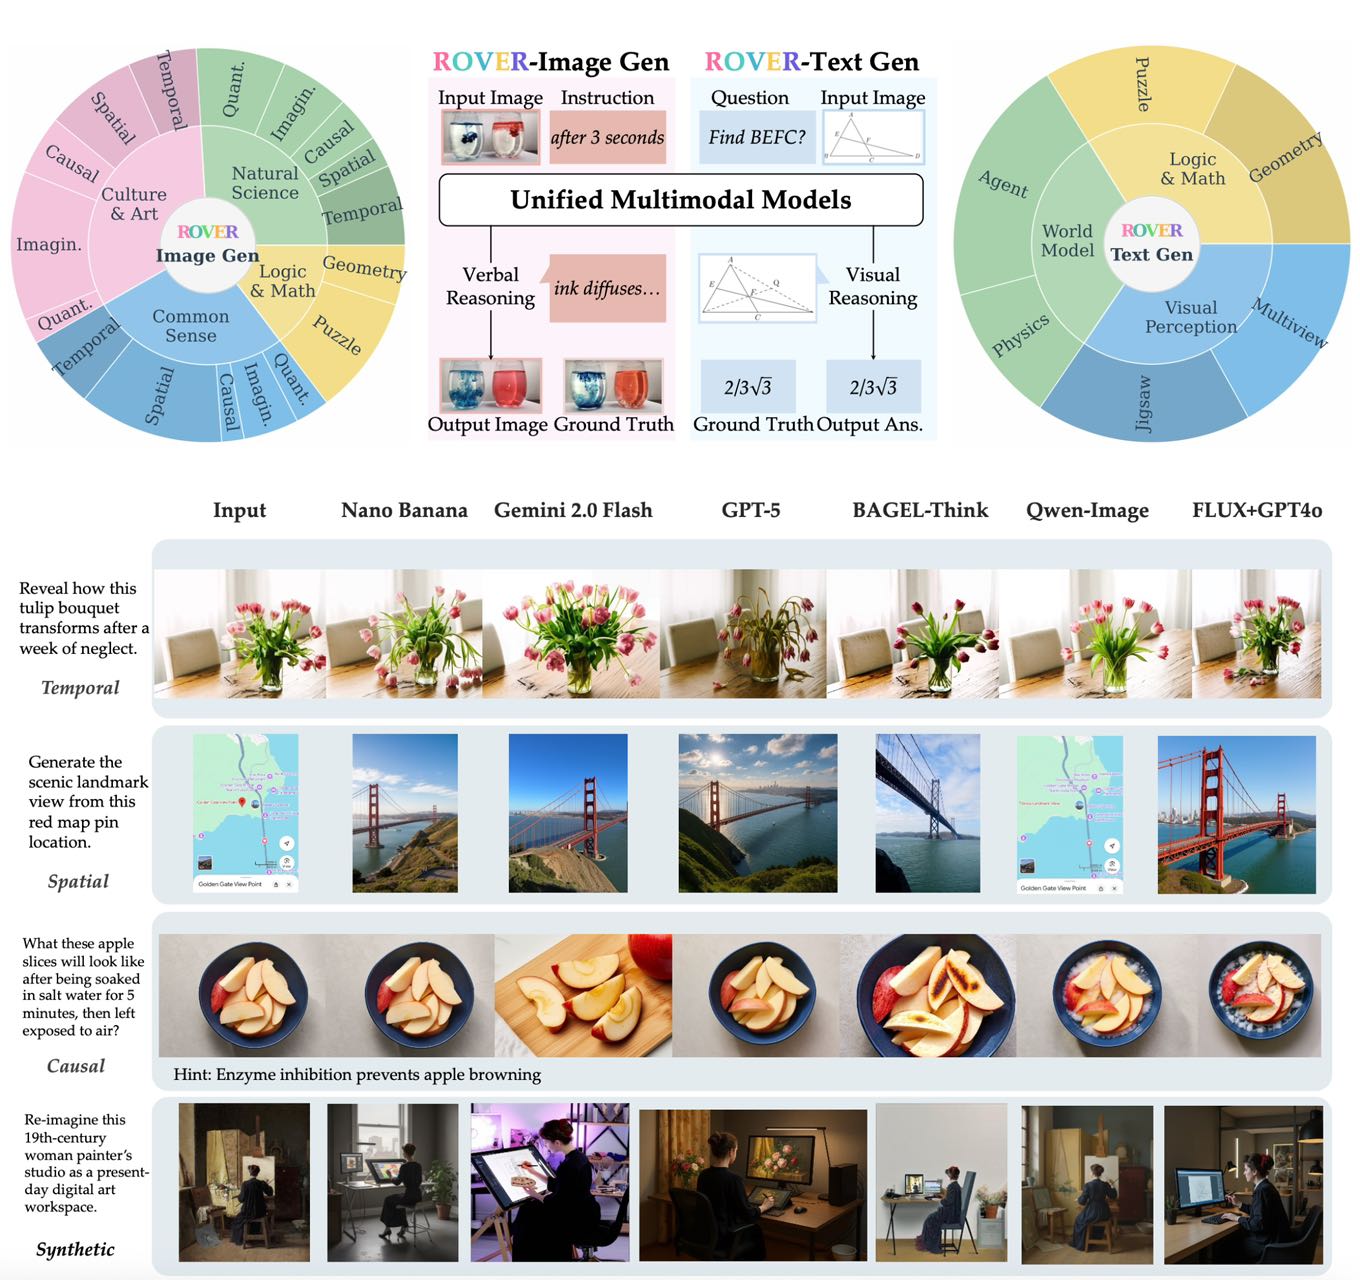 Temporal
Spatial
Causal
Imagin.
Quant.
Culture
& Art
Quant.
Imagin.
Causal
Spatial
Temporal
Natural
Science
ROVER
Image Gen
Logic
& Math
Geometry
Puzzle
Common
Sense
Temporal
Spatial
Causal
Imagin.
Quant.
ROVER-Image Gen
Input Image
Instruction
after 3 seconds
ROVER-Text Gen
Question
Input Image
Find BEFC?
Unified Multimodal Models
Verbal
Reasoning
ink diffuses...
Visual
Reasoning
2/3√3
2/3√3
Output Image
Ground Truth
Ground Truth
Output Ans.
A
E
F
B
C
D
A
E
F
Q
C
Puzzle
Geometry
Logic
& Math
Agent
Physics
World
Model
ROVER
Text Gen
Visual
Perception
Multiview
Jigsaw
Input
Nano Banana
Gemini 2.0 Flash
GPT-5
BAGEL-Think
Qwen-Image
FLUX+GPT4o
Reveal how this
tulip bouquet
transforms after a
week of neglect.
Temporal
Generate the
scenic landmark
view from this
red map pin
location.
Spatial
Golden Gate View Point
Golden Gate View Point
What these apple
slices will look like
after being soaked
in salt water for 5
minutes, then left
exposed to air?
Causal
Hint: Enzyme inhibition prevents apple browning
Re-imagine this
19th-century
woman painter's
studio as a present-
day digital art
workspace.
Synthetic